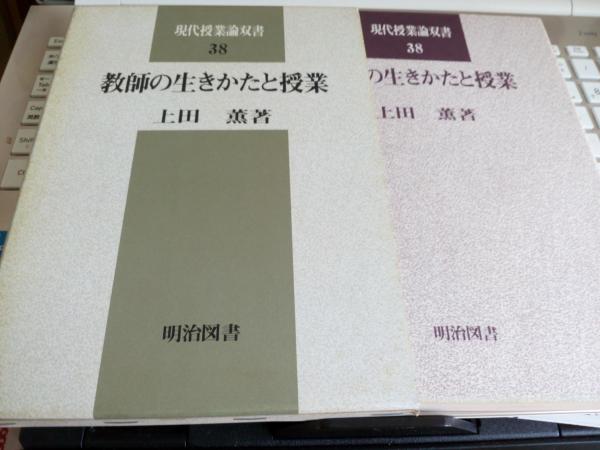 現代授業論双書
38
教師の生きかたと授業
上田 薫著
明治図書
現代授業論双書
38
の生きかたと授業
上田 薫著
明治図書